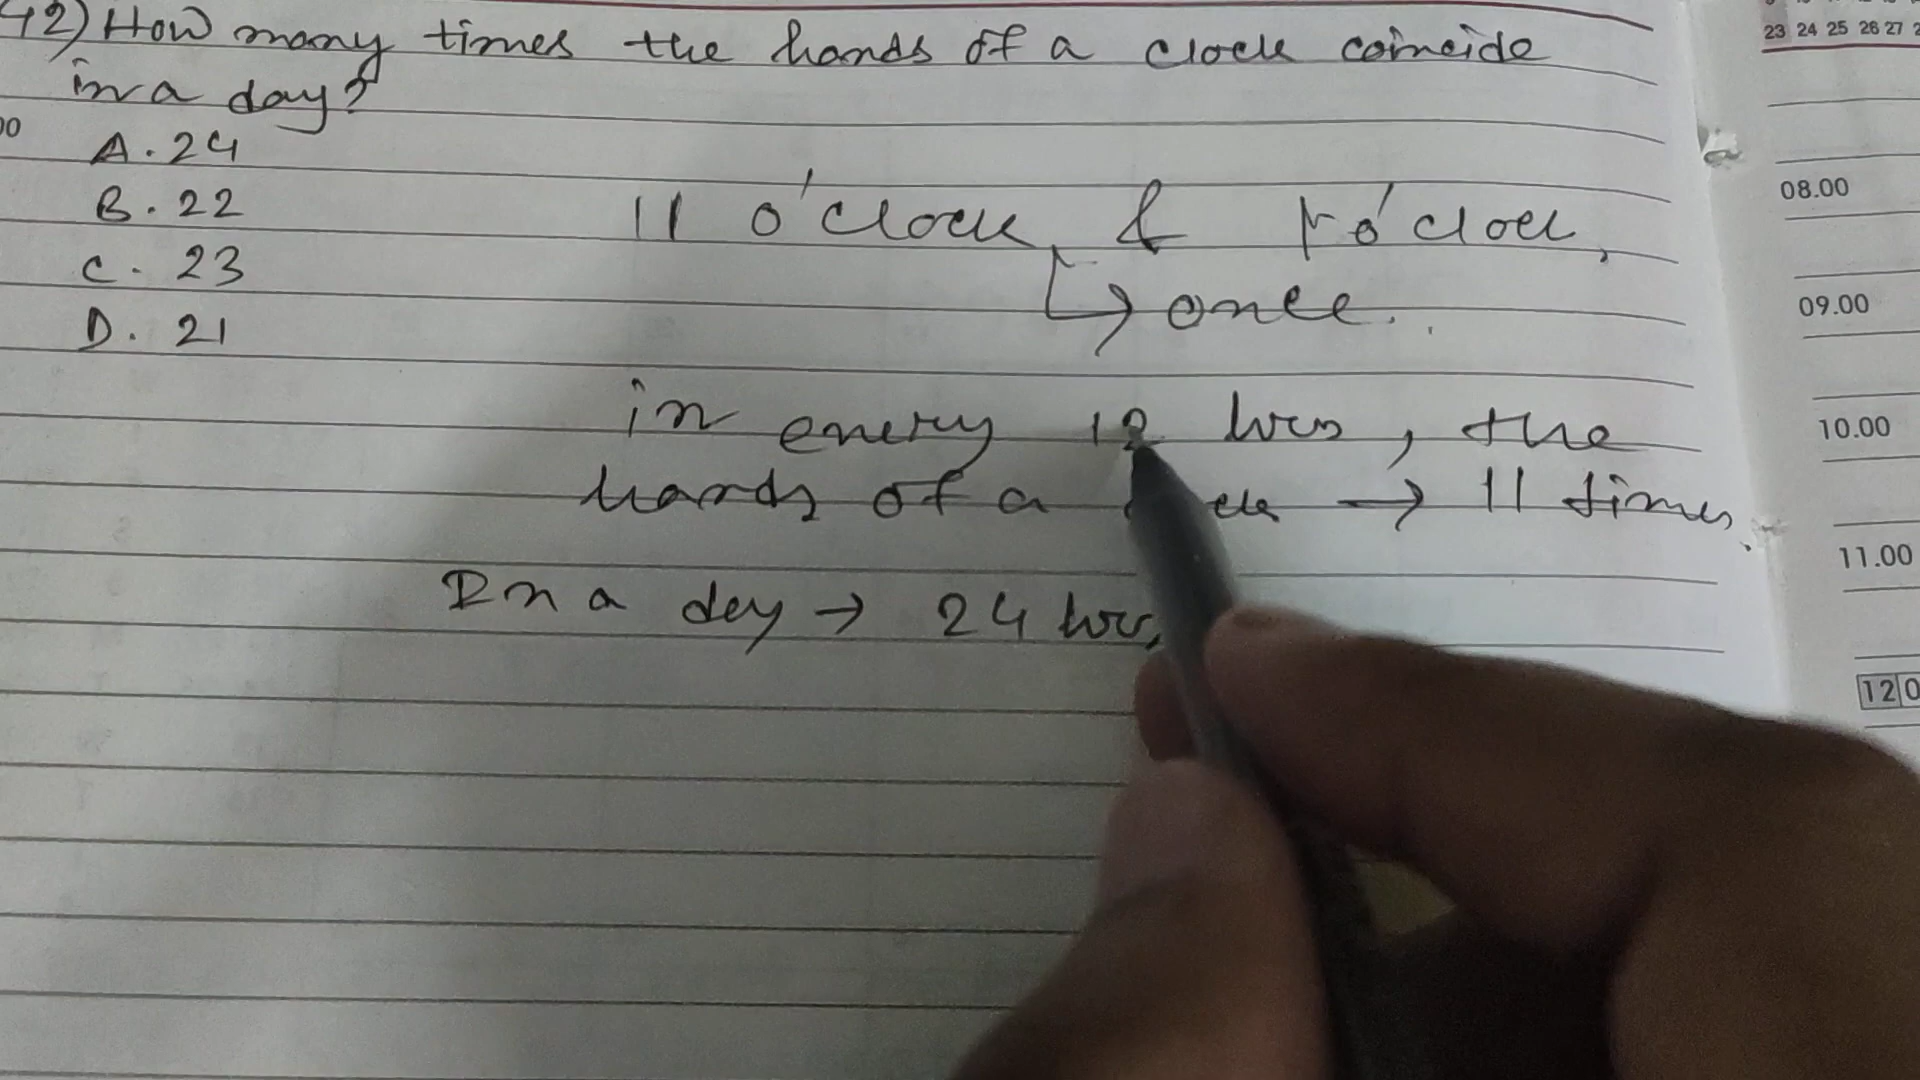 42) How many times the hands of a clock coincide
in a day?
A. 24
B. 22
C. 23
D. 21
11 o'clock & 1 o'clock,
↳ once.
in every 12 hrs, the
hands of a → 11 times.
In a day → 24 hrs,
23 24 25 26 27
08.00
09.00
10.00
11.00
12